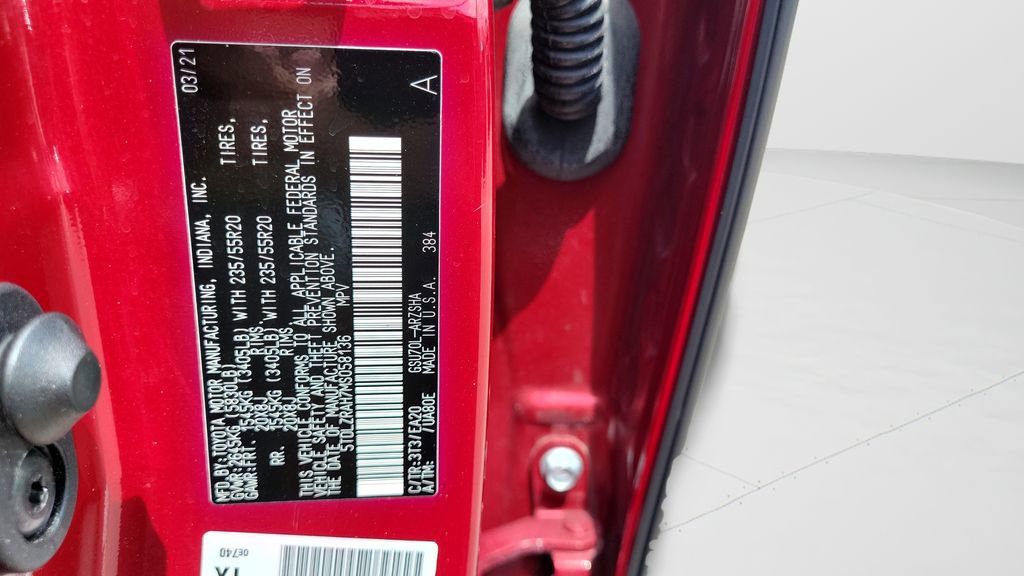 MFD.BY:TOYOTA MOTOR MANUFACTURING, INDIANA, INC. 03/21
GVWR:2645KG (5830LB)
GAWR:FRT. 1545KG (3405LB) WITH 235/55R20 TIRES,
20X8J RIMS,
RR. 1545KG (3405LB) WITH 235/55R20 TIRES,
20X8J RIMS
THIS VEHICLE CONFORMS TO ALL APPLICABLE FEDERAL MOTOR
VEHICLE SAFETY AND THEFT PREVENTION STANDARDS IN EFFECT ON
THE DATE OF MANUFACTURE SHOWN ABOVE.
5TDLZRAH7MS058136 MPV
C/TR:3T3/EA20 GSU70L-ARZSHA A
A/TM: /UA80E MADE IN U.S.A. 384
0E740